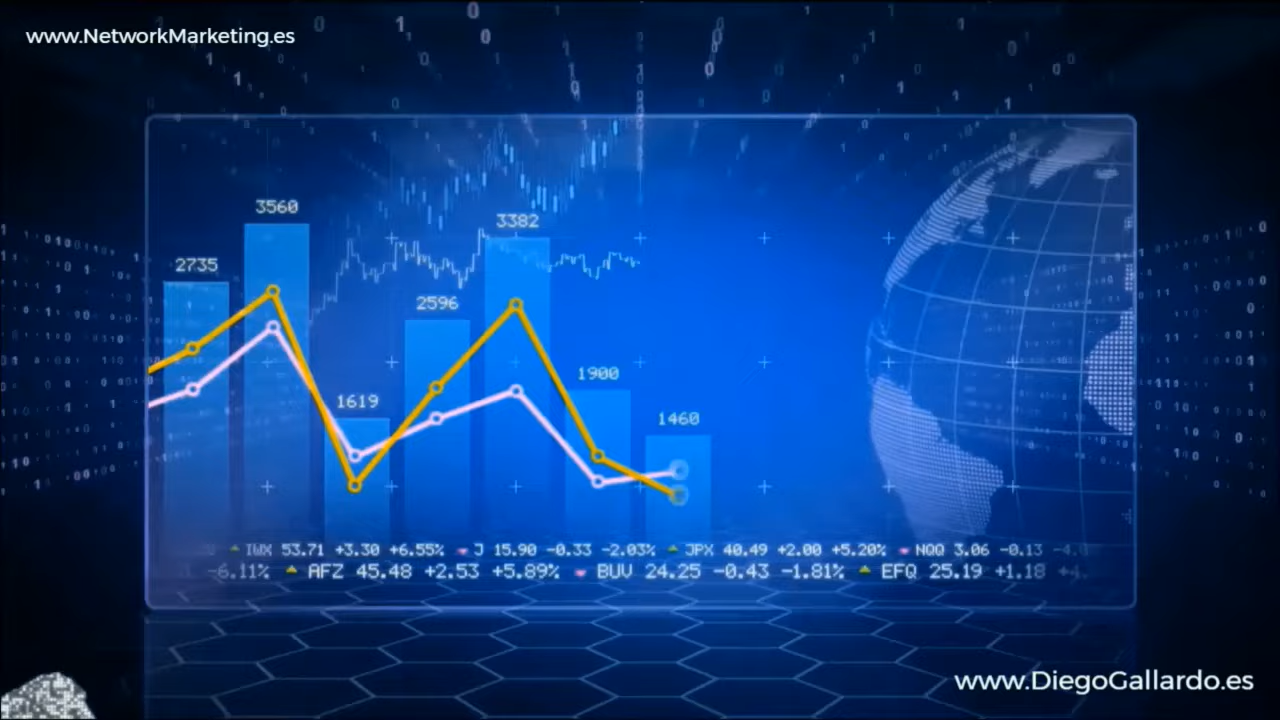 www.NetworkMarketing.es
3560
3382
2735
2596
1900
1619
1460
IWX 53.71 +3.30 +6.55% J 15.90 -0.33 -2.03% JPX 40.49 +2.00 +5.20% NQQ 3.06 -0.13
-6.11% AFZ 45.48 +2.53 +5.89% BUV 24.25 -0.43 -1.81% EFQ 25.19 +1.18
www.DiegoGallardo.es